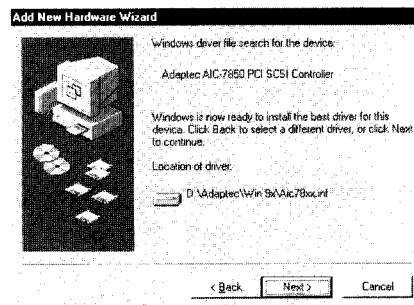 Add New Hardware Wizard
Windows driver file search for the device:
Adaptec AIC-7850 PCI SCSI Controller
Windows is now ready to install the best driver for this
device. Click Back to select a different driver, or click Next
to continue.
Location of driver:
D:\Adaptec\Win 9x\Aic78xx.inf
< Back
Next >
Cancel